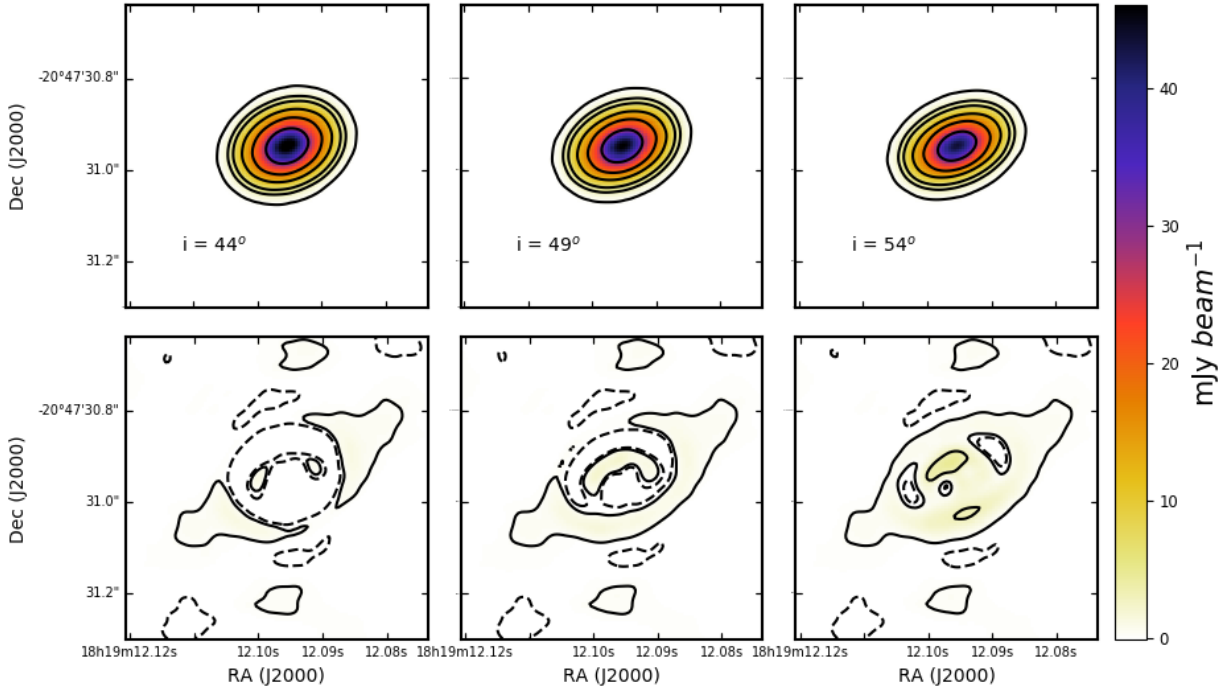 -20°47'30.8"
31.0"
31.2"
Dec (J2000)
i = 44°
i = 49°
i = 54°
-20°47'30.8"
31.0"
31.2"
Dec (J2000)
18h19m12.12s 12.10s 12.09s 12.08s
18h19m12.12s 12.10s 12.09s 12.08s
18h19m12.12s 12.10s 12.09s 12.08s
RA (J2000)
RA (J2000)
RA (J2000)
40
30
20
10
0
mJy beam⁻¹